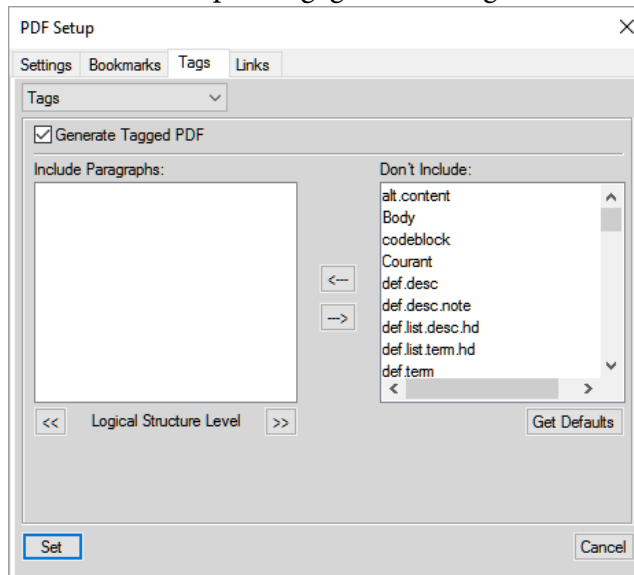 PDF Setup
Settings Bookmarks Tags Links
Tags
Generate Tagged PDF
Include Paragraphs:
Don't Include:
alt.content
Body
codeblock
Courant
def.desc
def.desc.note
def.list.desc.hd
def.list.term.hd
def.term
<---
--->
<< Logical Structure Level >>
Get Defaults
Set
Cancel